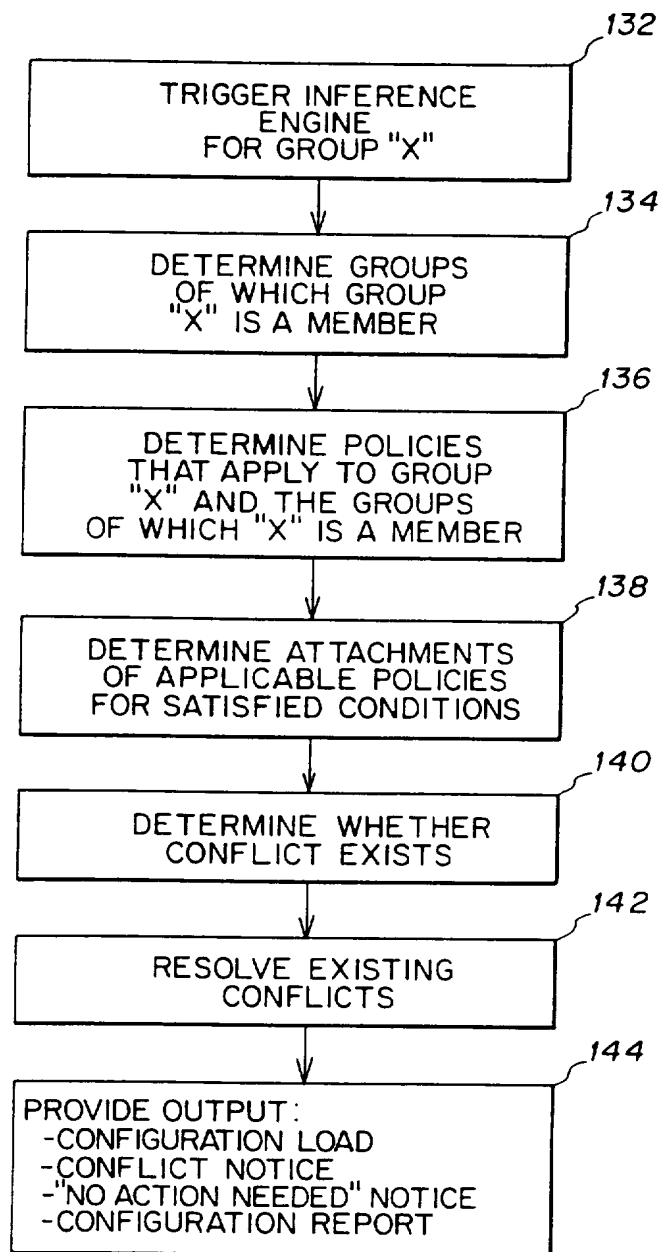 132
TRIGGER INFERENCE
ENGINE
FOR GROUP "X"
134
DETERMINE GROUPS
OF WHICH GROUP
"X" IS A MEMBER
136
DETERMINE POLICIES
THAT APPLY TO GROUP
"X" AND THE GROUPS
OF WHICH "X" IS A MEMBER
138
DETERMINE ATTACHMENTS
OF APPLICABLE POLICIES
FOR SATISFIED CONDITIONS
140
DETERMINE WHETHER
CONFLICT EXISTS
142
RESOLVE EXISTING
CONFLICTS
144
PROVIDE OUTPUT:
-CONFIGURATION LOAD
-CONFLICT NOTICE
-"NO ACTION NEEDED" NOTICE
-CONFIGURATION REPORT